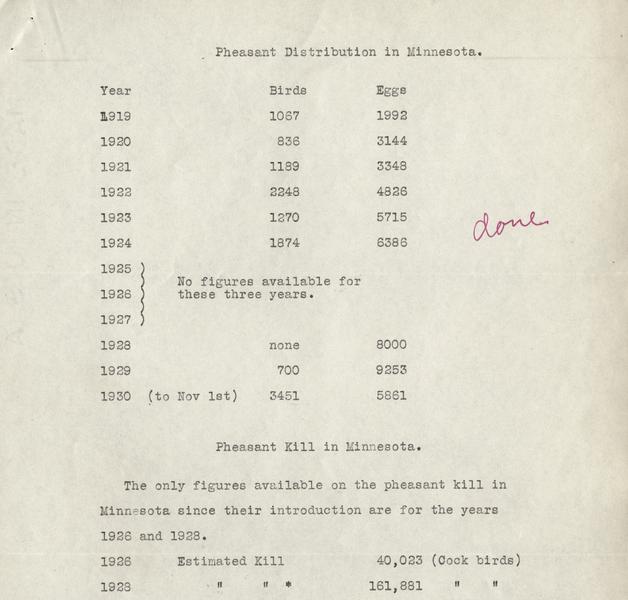 Pheasant Distribution in Minnesota.
Year Birds Eggs
1919 1067 1992
1920 836 3144
1921 1189 3348
1922 2248 4826
1923 1270 5715
done
1924 1874 6386
1925 )
No figures available for
1926
these three years.
1927 )
1928 none 8000
1929 700 9253
1930 (to Nov 1st) 3451 5861
Pheasant Kill in Minnesota.
The only figures available on the pheasant kill in
Minnesota since their introduction are for the years
1926 and 1928.
1926 Estimated Kill 40,023 (Cock birds)
1928 " " * 161,881 " "